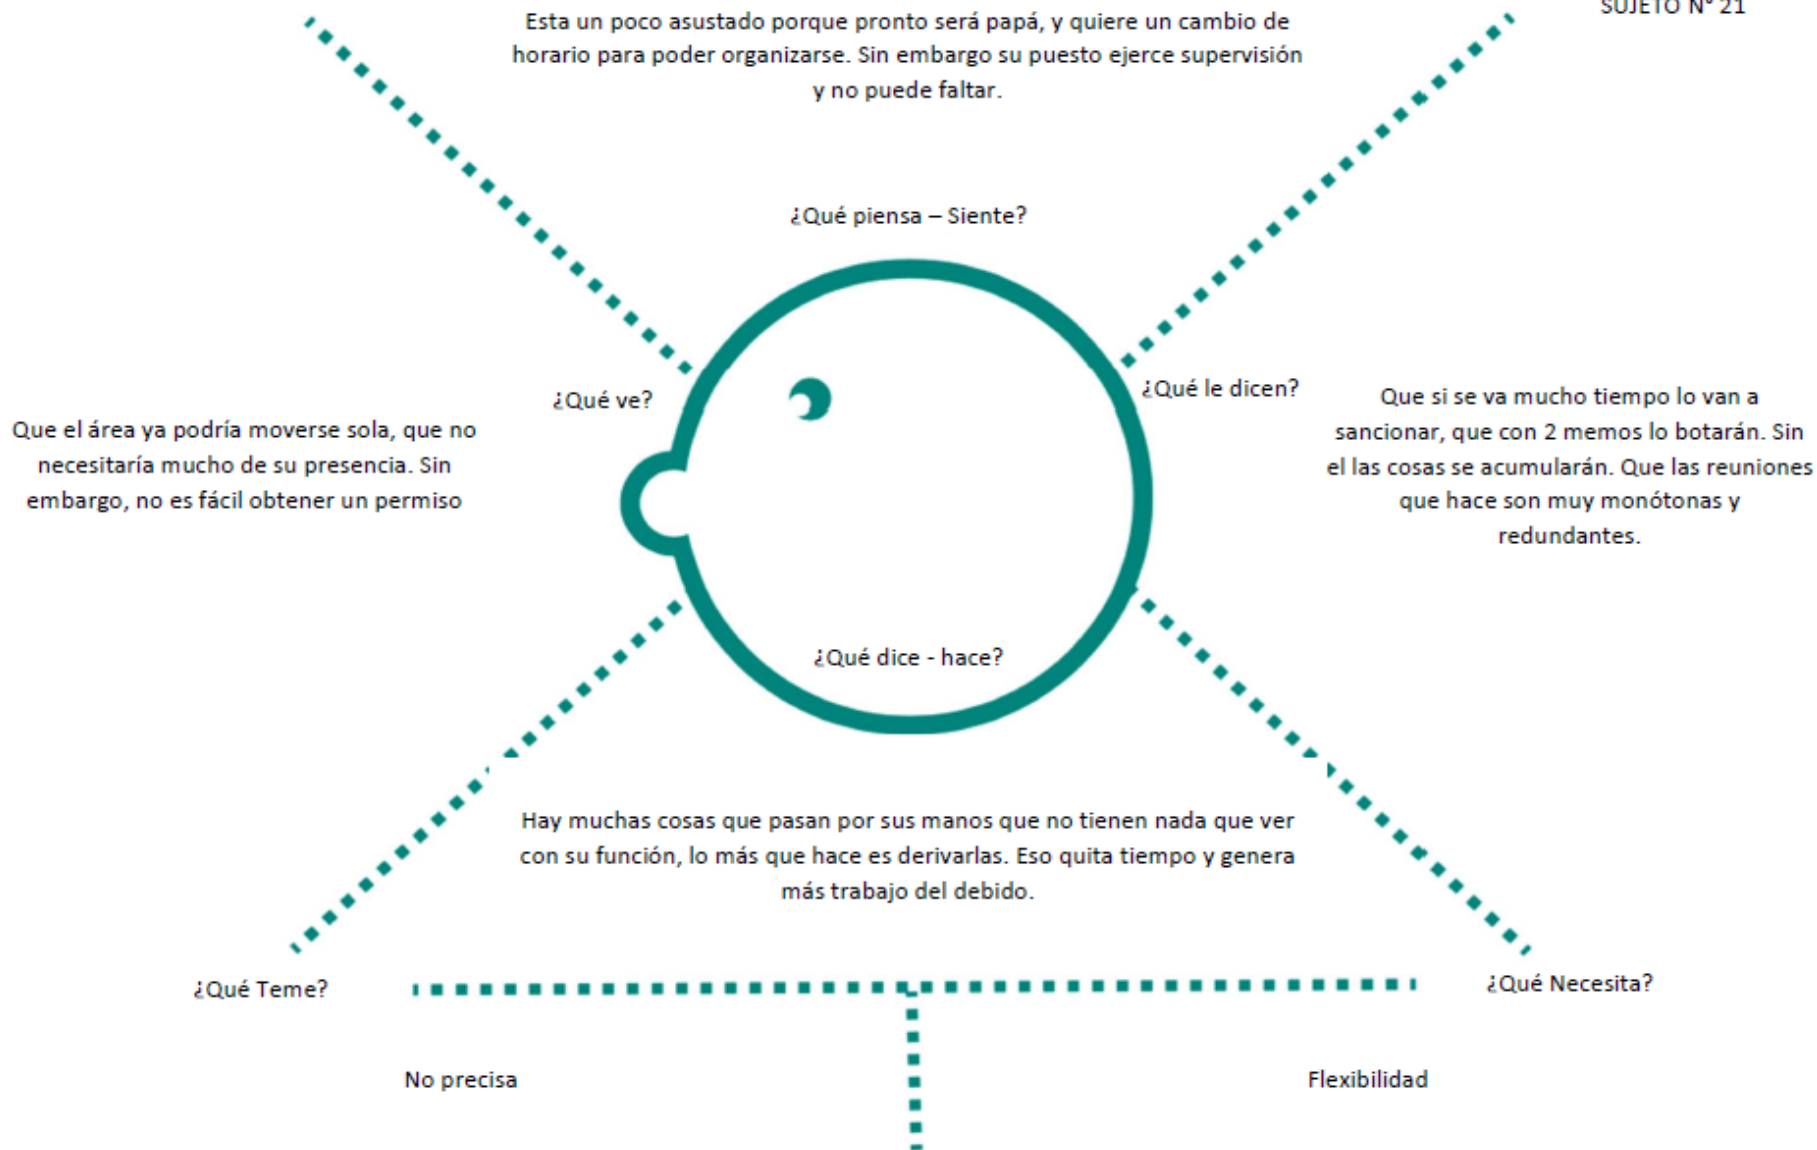 SUJETO N° 21
Esta un poco asustado porque pronto será papá, y quiere un cambio de
horario para poder organizarse. Sin embargo su puesto ejerce supervisión
y no puede faltar.
¿Qué piensa – Siente?
¿Qué ve?
Que el área ya podría moverse sola, que no
necesitaría mucho de su presencia. Sin
embargo, no es fácil obtener un permiso
¿Qué le dicen?
Que si se va mucho tiempo lo van a
sancionar, que con 2 memos lo botarán. Sin
el las cosas se acumularán. Que las reuniones
que hace son muy monótonas y
redundantes.
¿Qué dice - hace?
Hay muchas cosas que pasan por sus manos que no tienen nada que ver
con su función, lo más que hace es derivarlas. Eso quita tiempo y genera
más trabajo del debido.
¿Qué Teme?
No precisa
¿Qué Necesita?
Flexibilidad